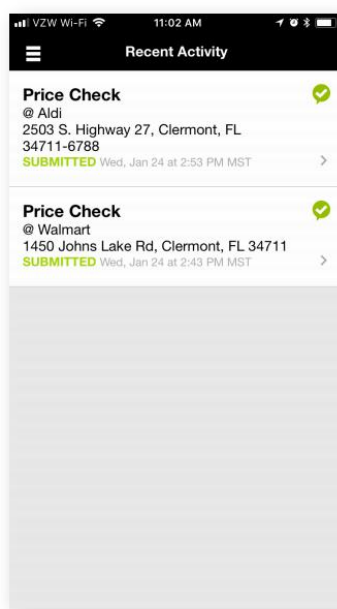 VZW Wi-Fi 11:02 AM
Recent Activity
Price Check
@ Aldi
2503 S. Highway 27, Clermont, FL
34711-6788
SUBMITTED Wed, Jan 24 at 2:53 PM MST
Price Check
@ Walmart
1450 Johns Lake Rd, Clermont, FL 34711
SUBMITTED Wed, Jan 24 at 2:43 PM MST